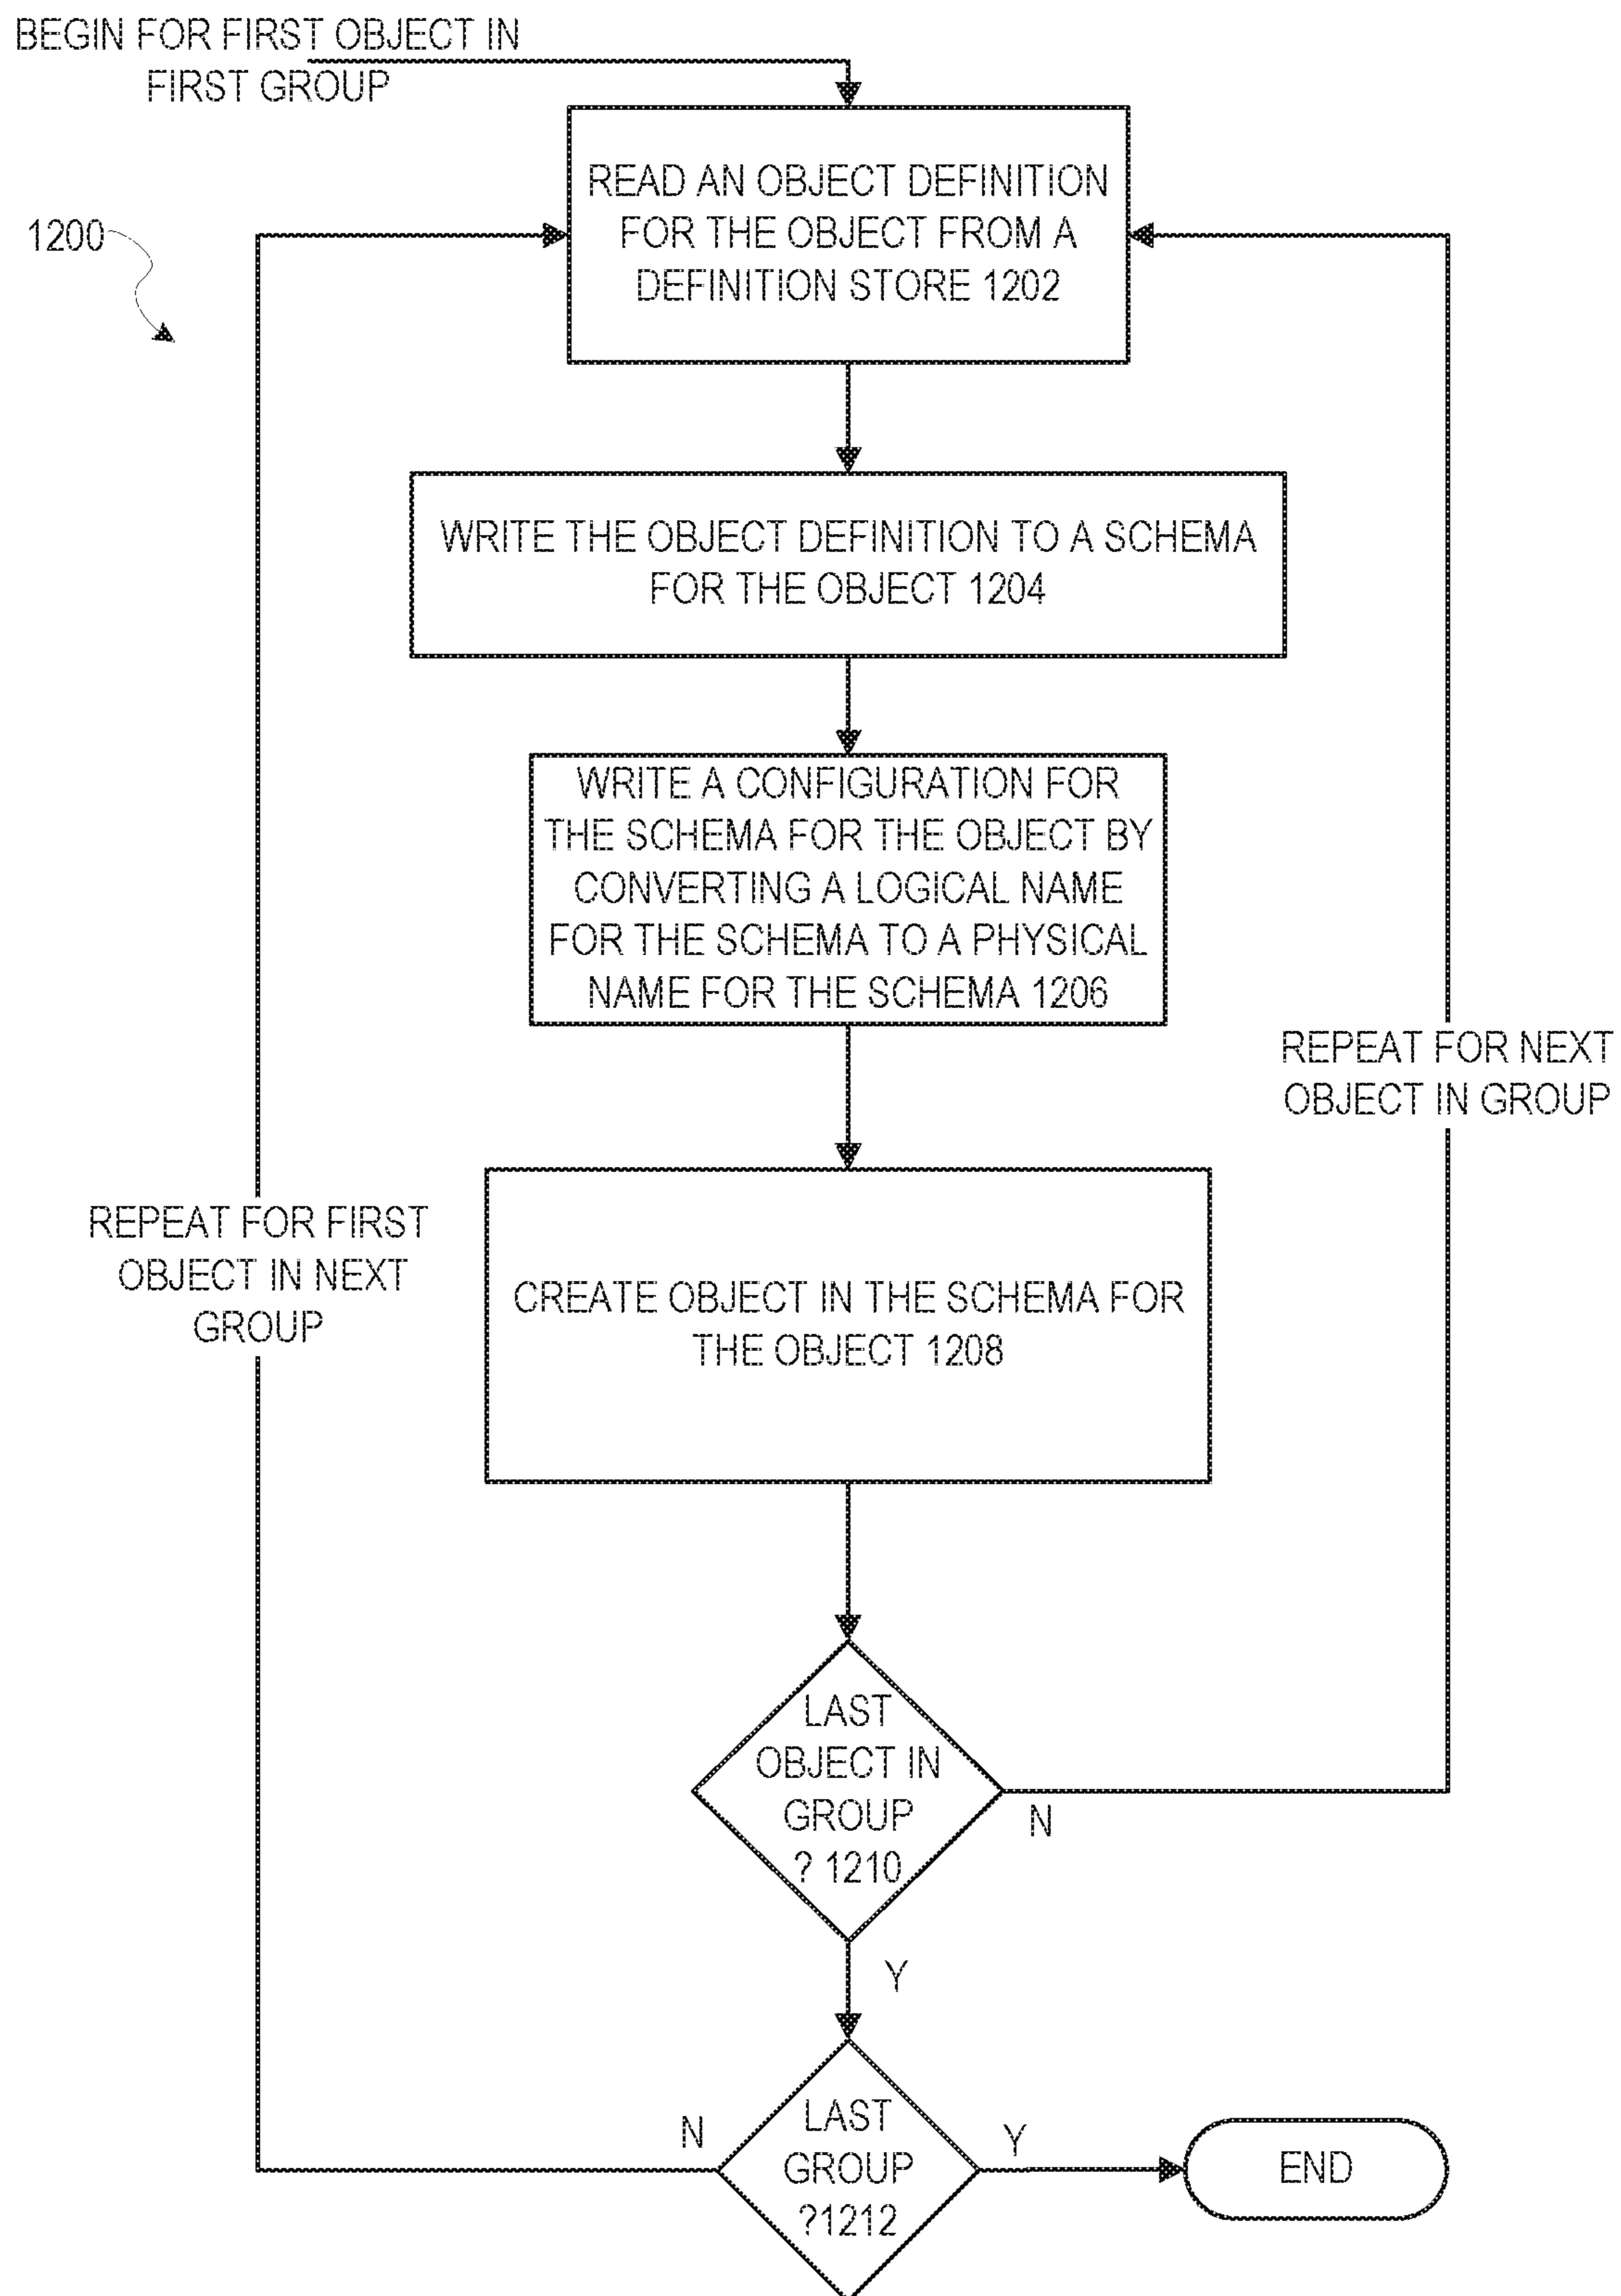 BEGIN FOR FIRST OBJECT IN
FIRST GROUP
1200
READ AN OBJECT DEFINITION
FOR THE OBJECT FROM A
DEFINITION STORE 1202
WRITE THE OBJECT DEFINITION TO A SCHEMA
FOR THE OBJECT 1204
WRITE A CONFIGURATION FOR
THE SCHEMA FOR THE OBJECT BY
CONVERTING A LOGICAL NAME
FOR THE SCHEMA TO A PHYSICAL
NAME FOR THE SCHEMA 1206
REPEAT FOR NEXT
OBJECT IN GROUP
REPEAT FOR FIRST
OBJECT IN NEXT
GROUP
CREATE OBJECT IN THE SCHEMA FOR
THE OBJECT 1208
LAST
OBJECT IN
GROUP
? 1210
N
Y
LAST
GROUP
?1212
N
Y
END